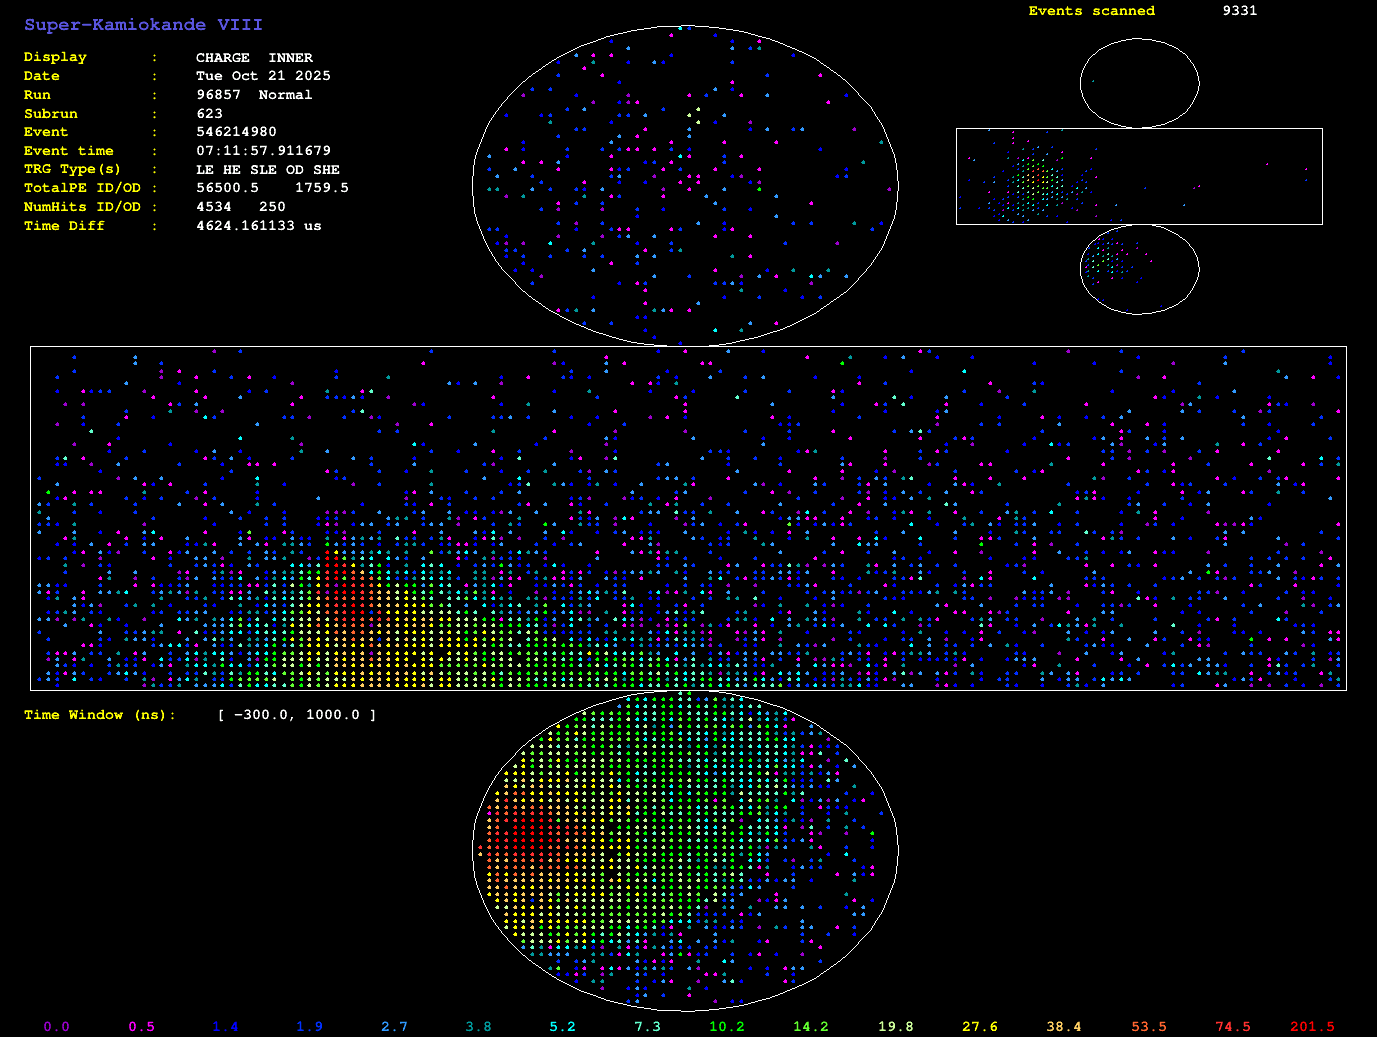 Super-Kamiokande VIII
Events scanned 9331
Display : CHARGE INNER
Date : Tue Oct 21 2025
Run : 96857 Normal
Subrun : 623
Event : 546214980
Event time : 07:11:57.911679
TRG Type(s) : LE HE SLE OD SHE
TotalPE ID/OD : 56500.5 1759.5
NumHits ID/OD : 4534 250
Time Diff : 4624.161133 us
Time Window (ns): [ -300.0, 1000.0 ]
0.0 0.5 1.4 1.9 2.7 3.8 5.2 7.3 10.2 14.2 19.8 27.6 38.4 53.5 74.5 201.5